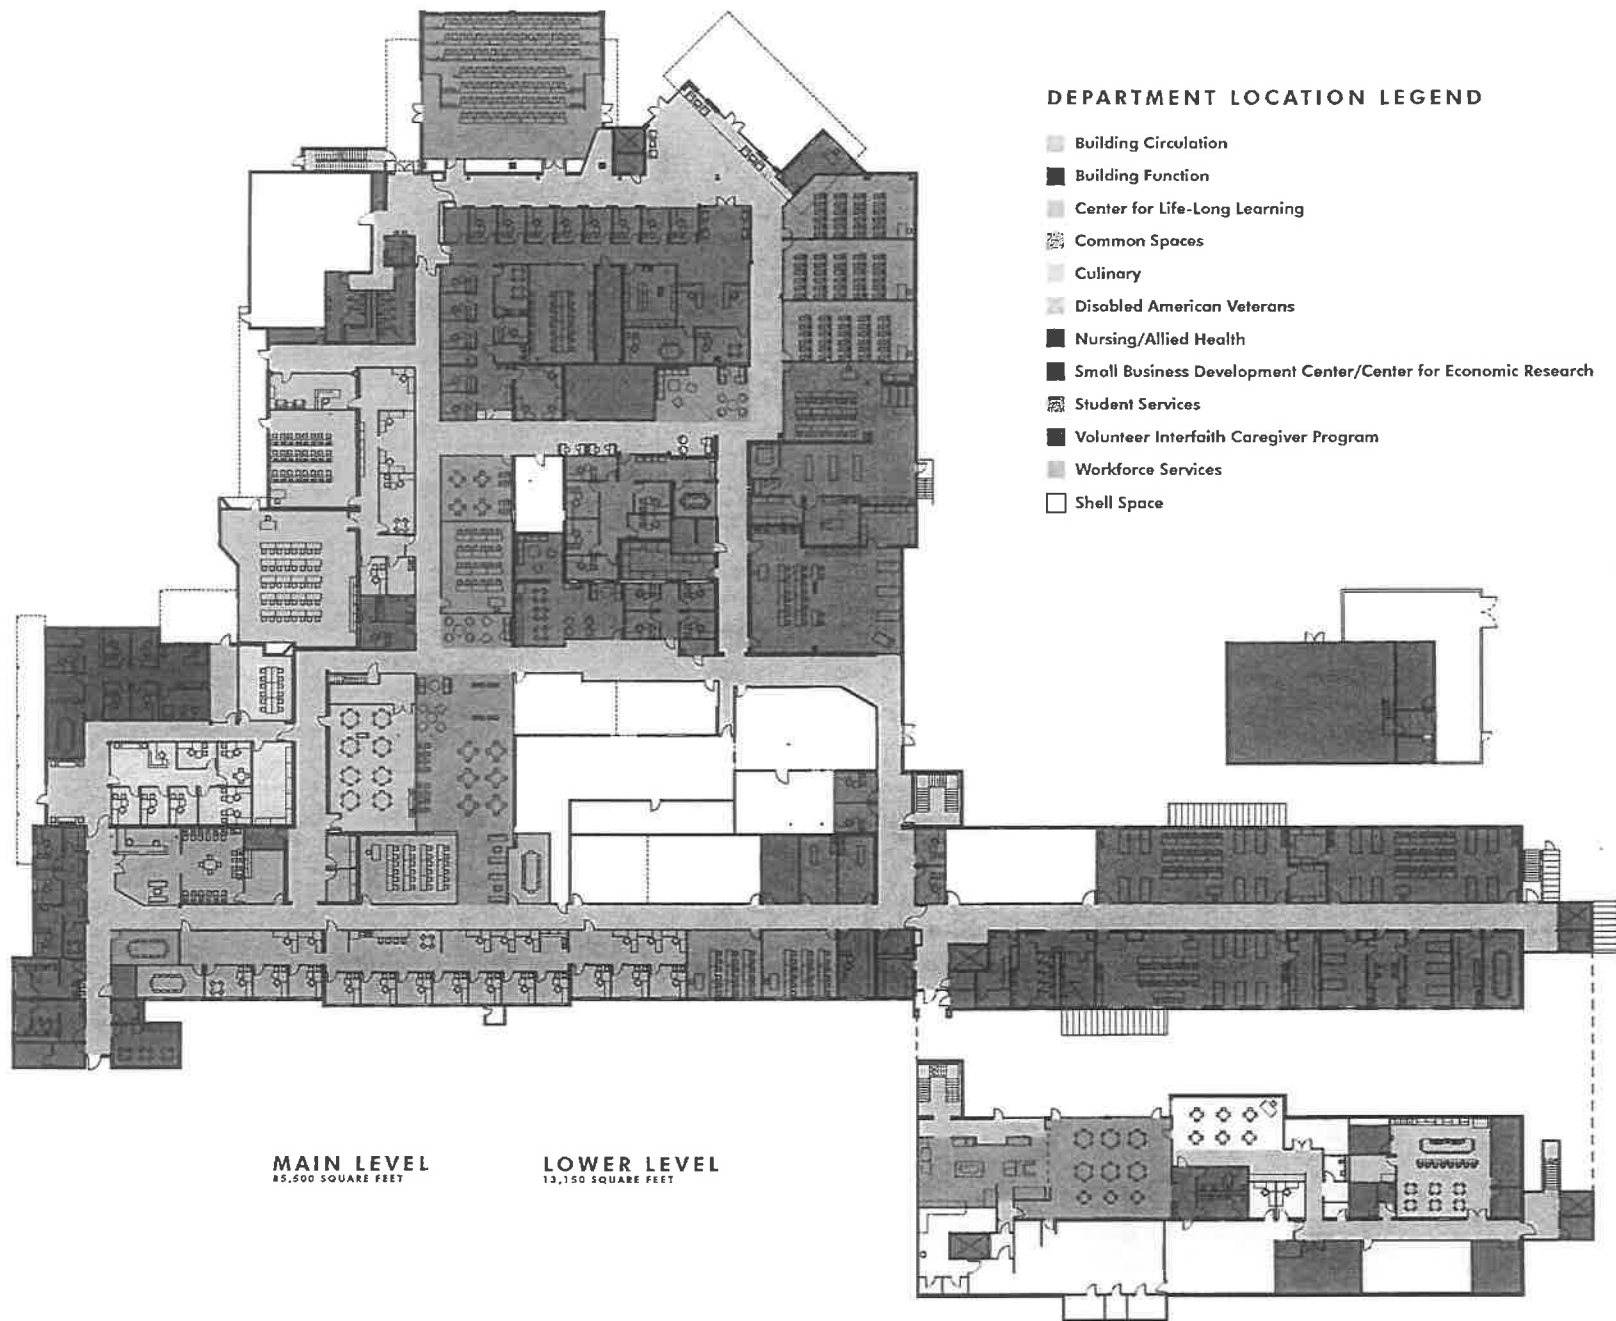 DEPARTMENT LOCATION LEGEND
Building Circulation
Building Function
Center for Life-Long Learning
Common Spaces
Culinary
Disabled American Veterans
Nursing/Allied Health
Small Business Development Center/Center for Economic Research
Student Services
Volunteer Interfaith Caregiver Program
Workforce Services
Shell Space
MAIN LEVEL
85,500 SQUARE FEET
LOWER LEVEL
13,150 SQUARE FEET